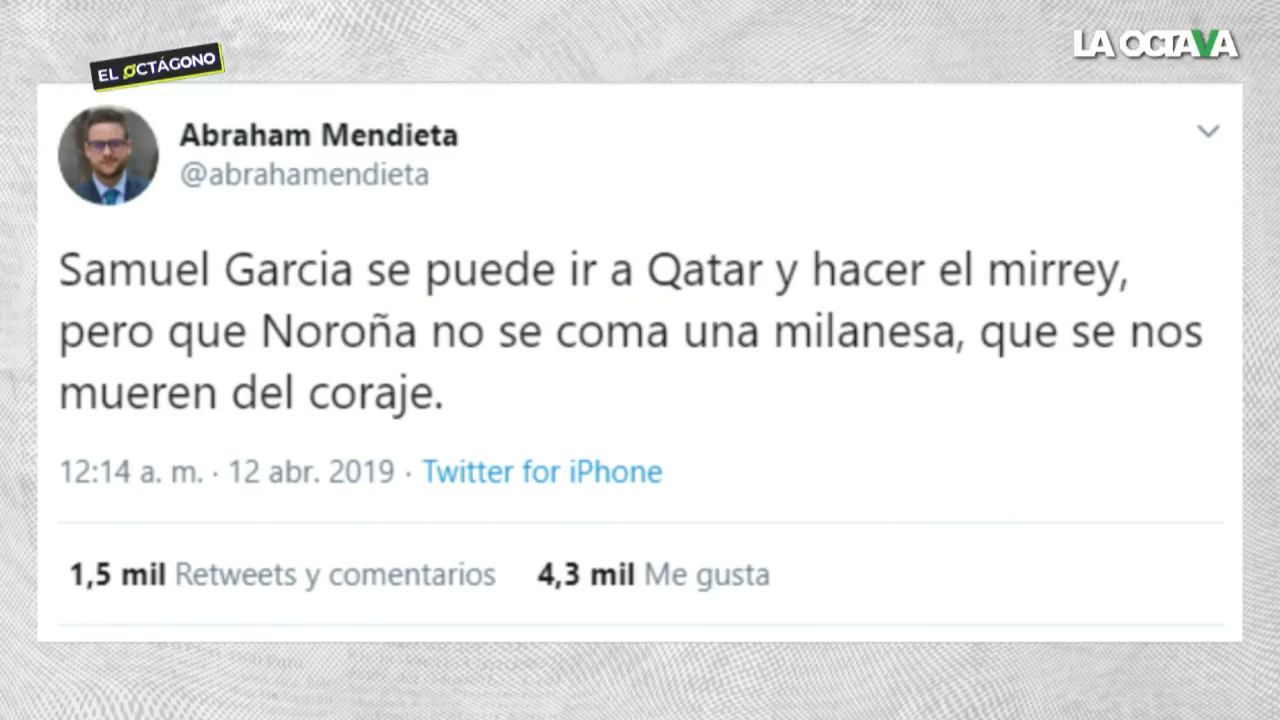 EL OCTÁGONO
LA OCTAVA
Abraham Mendieta
@abrahamendieta
Samuel Garcia se puede ir a Qatar y hacer el mirrey,
pero que Noroña no se coma una milanesa, que se nos
mueren del coraje.
12:14 a. m. · 12 abr. 2019 · Twitter for iPhone
1,5 mil Retweets y comentarios 4,3 mil Me gusta